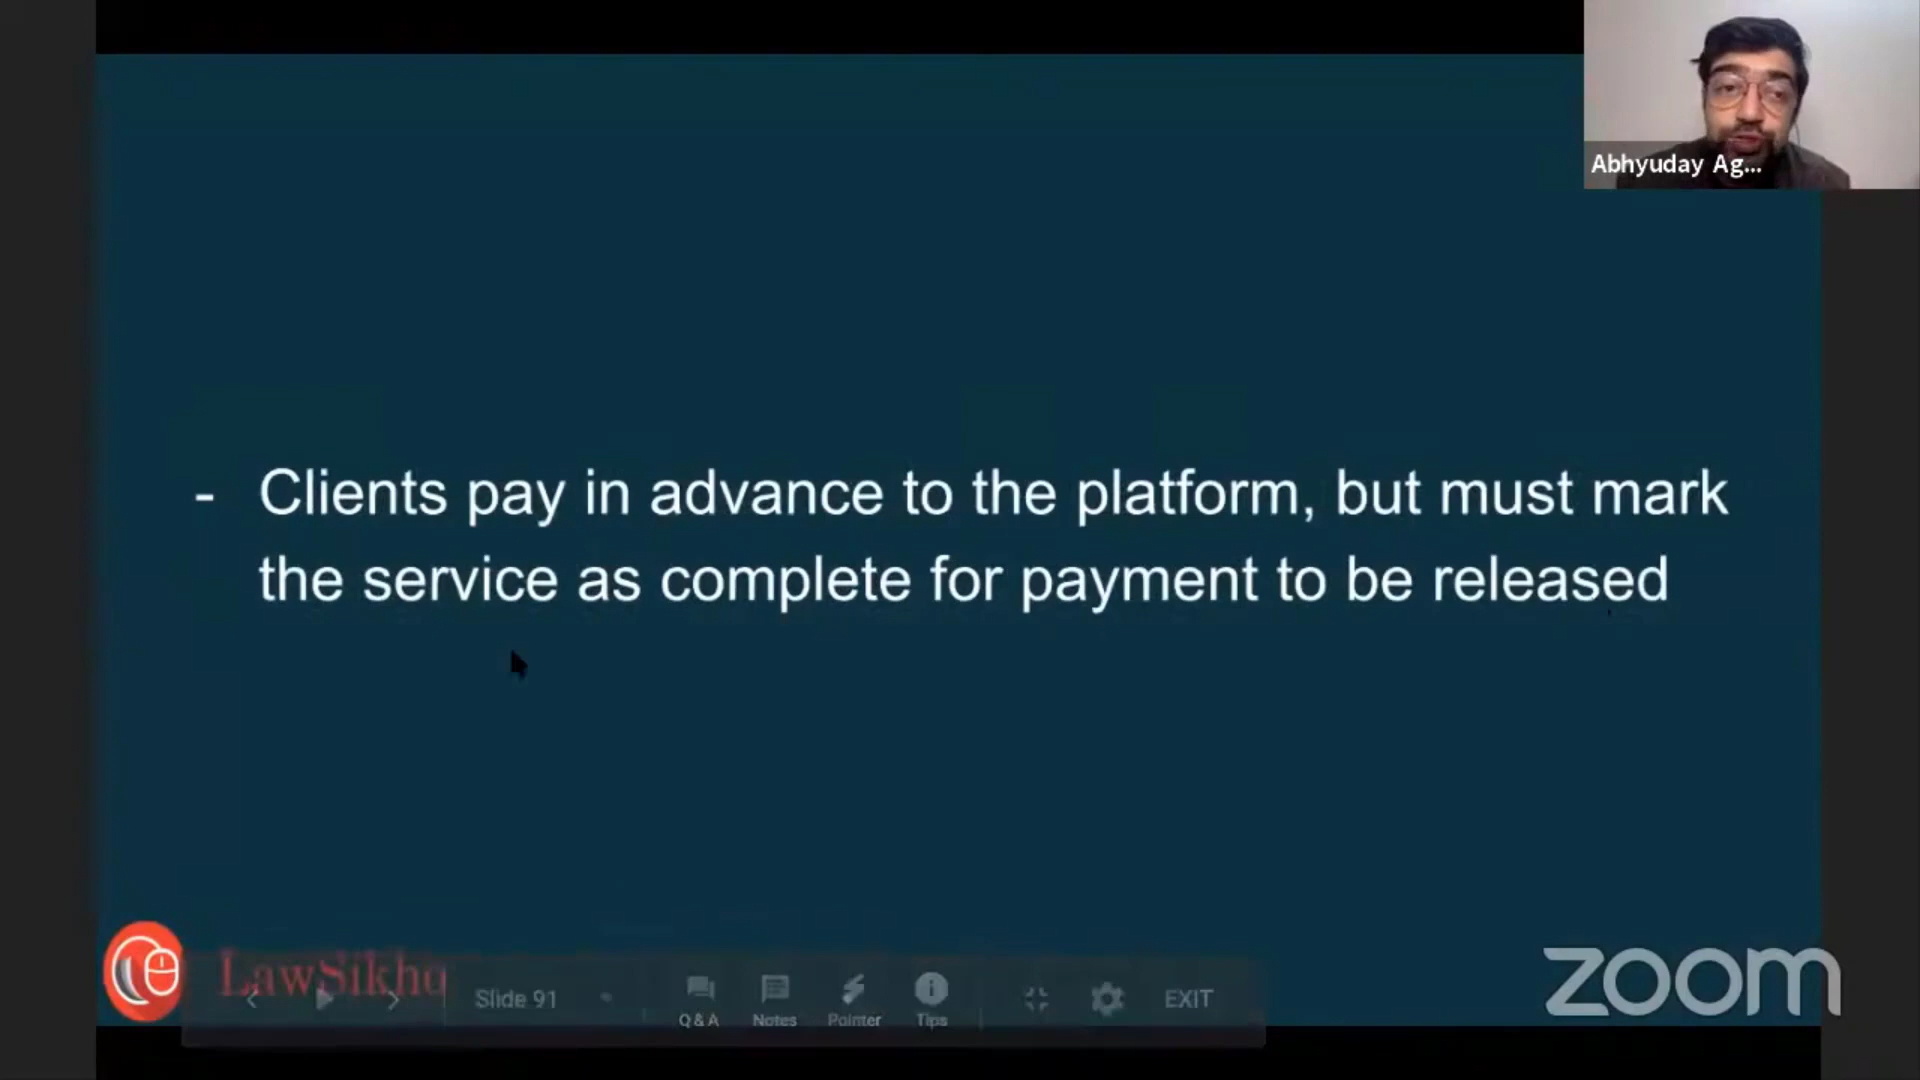 Abhyuday Ag...
- Clients pay in advance to the platform, but must mark
the service as complete for payment to be released
LawSikho
Slide 91
Q & A
Notes
Pointer
Tips
EXIT
zoom